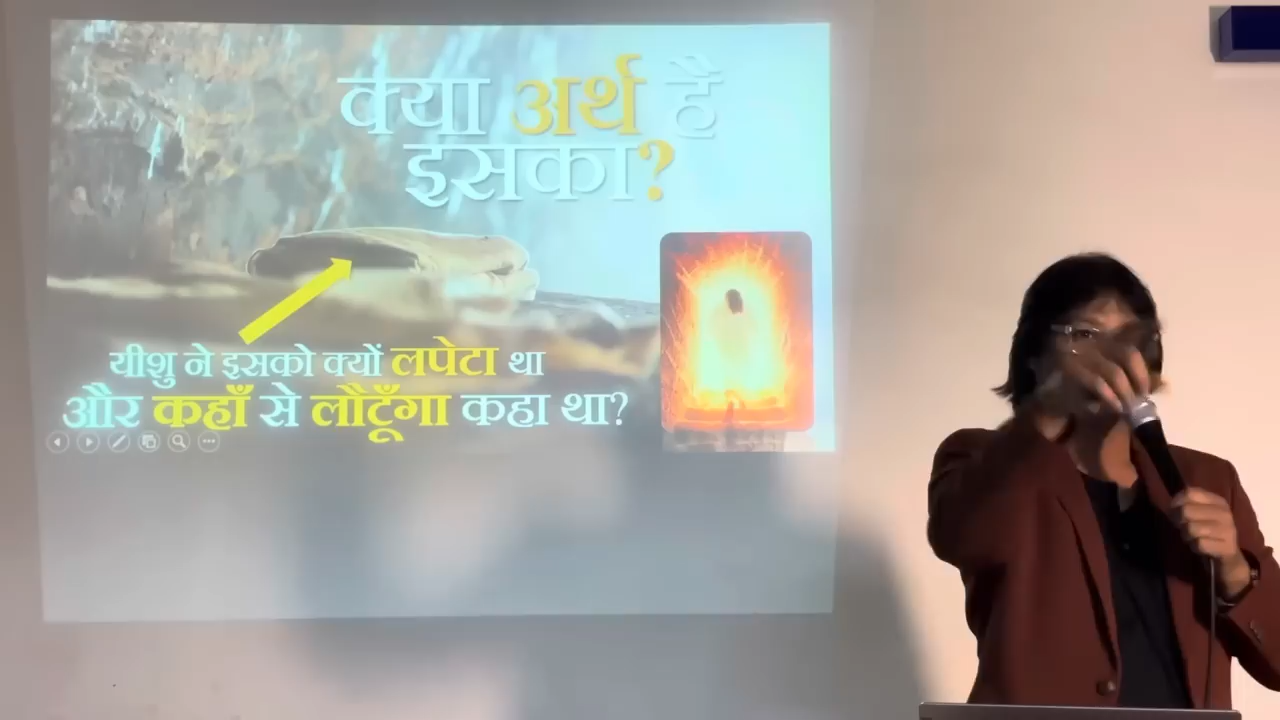 क्या अर्थ है
इसका?
यीशु ने इसको क्यों लपेटा था
और कहाँ से लौटूँगा कहा था?